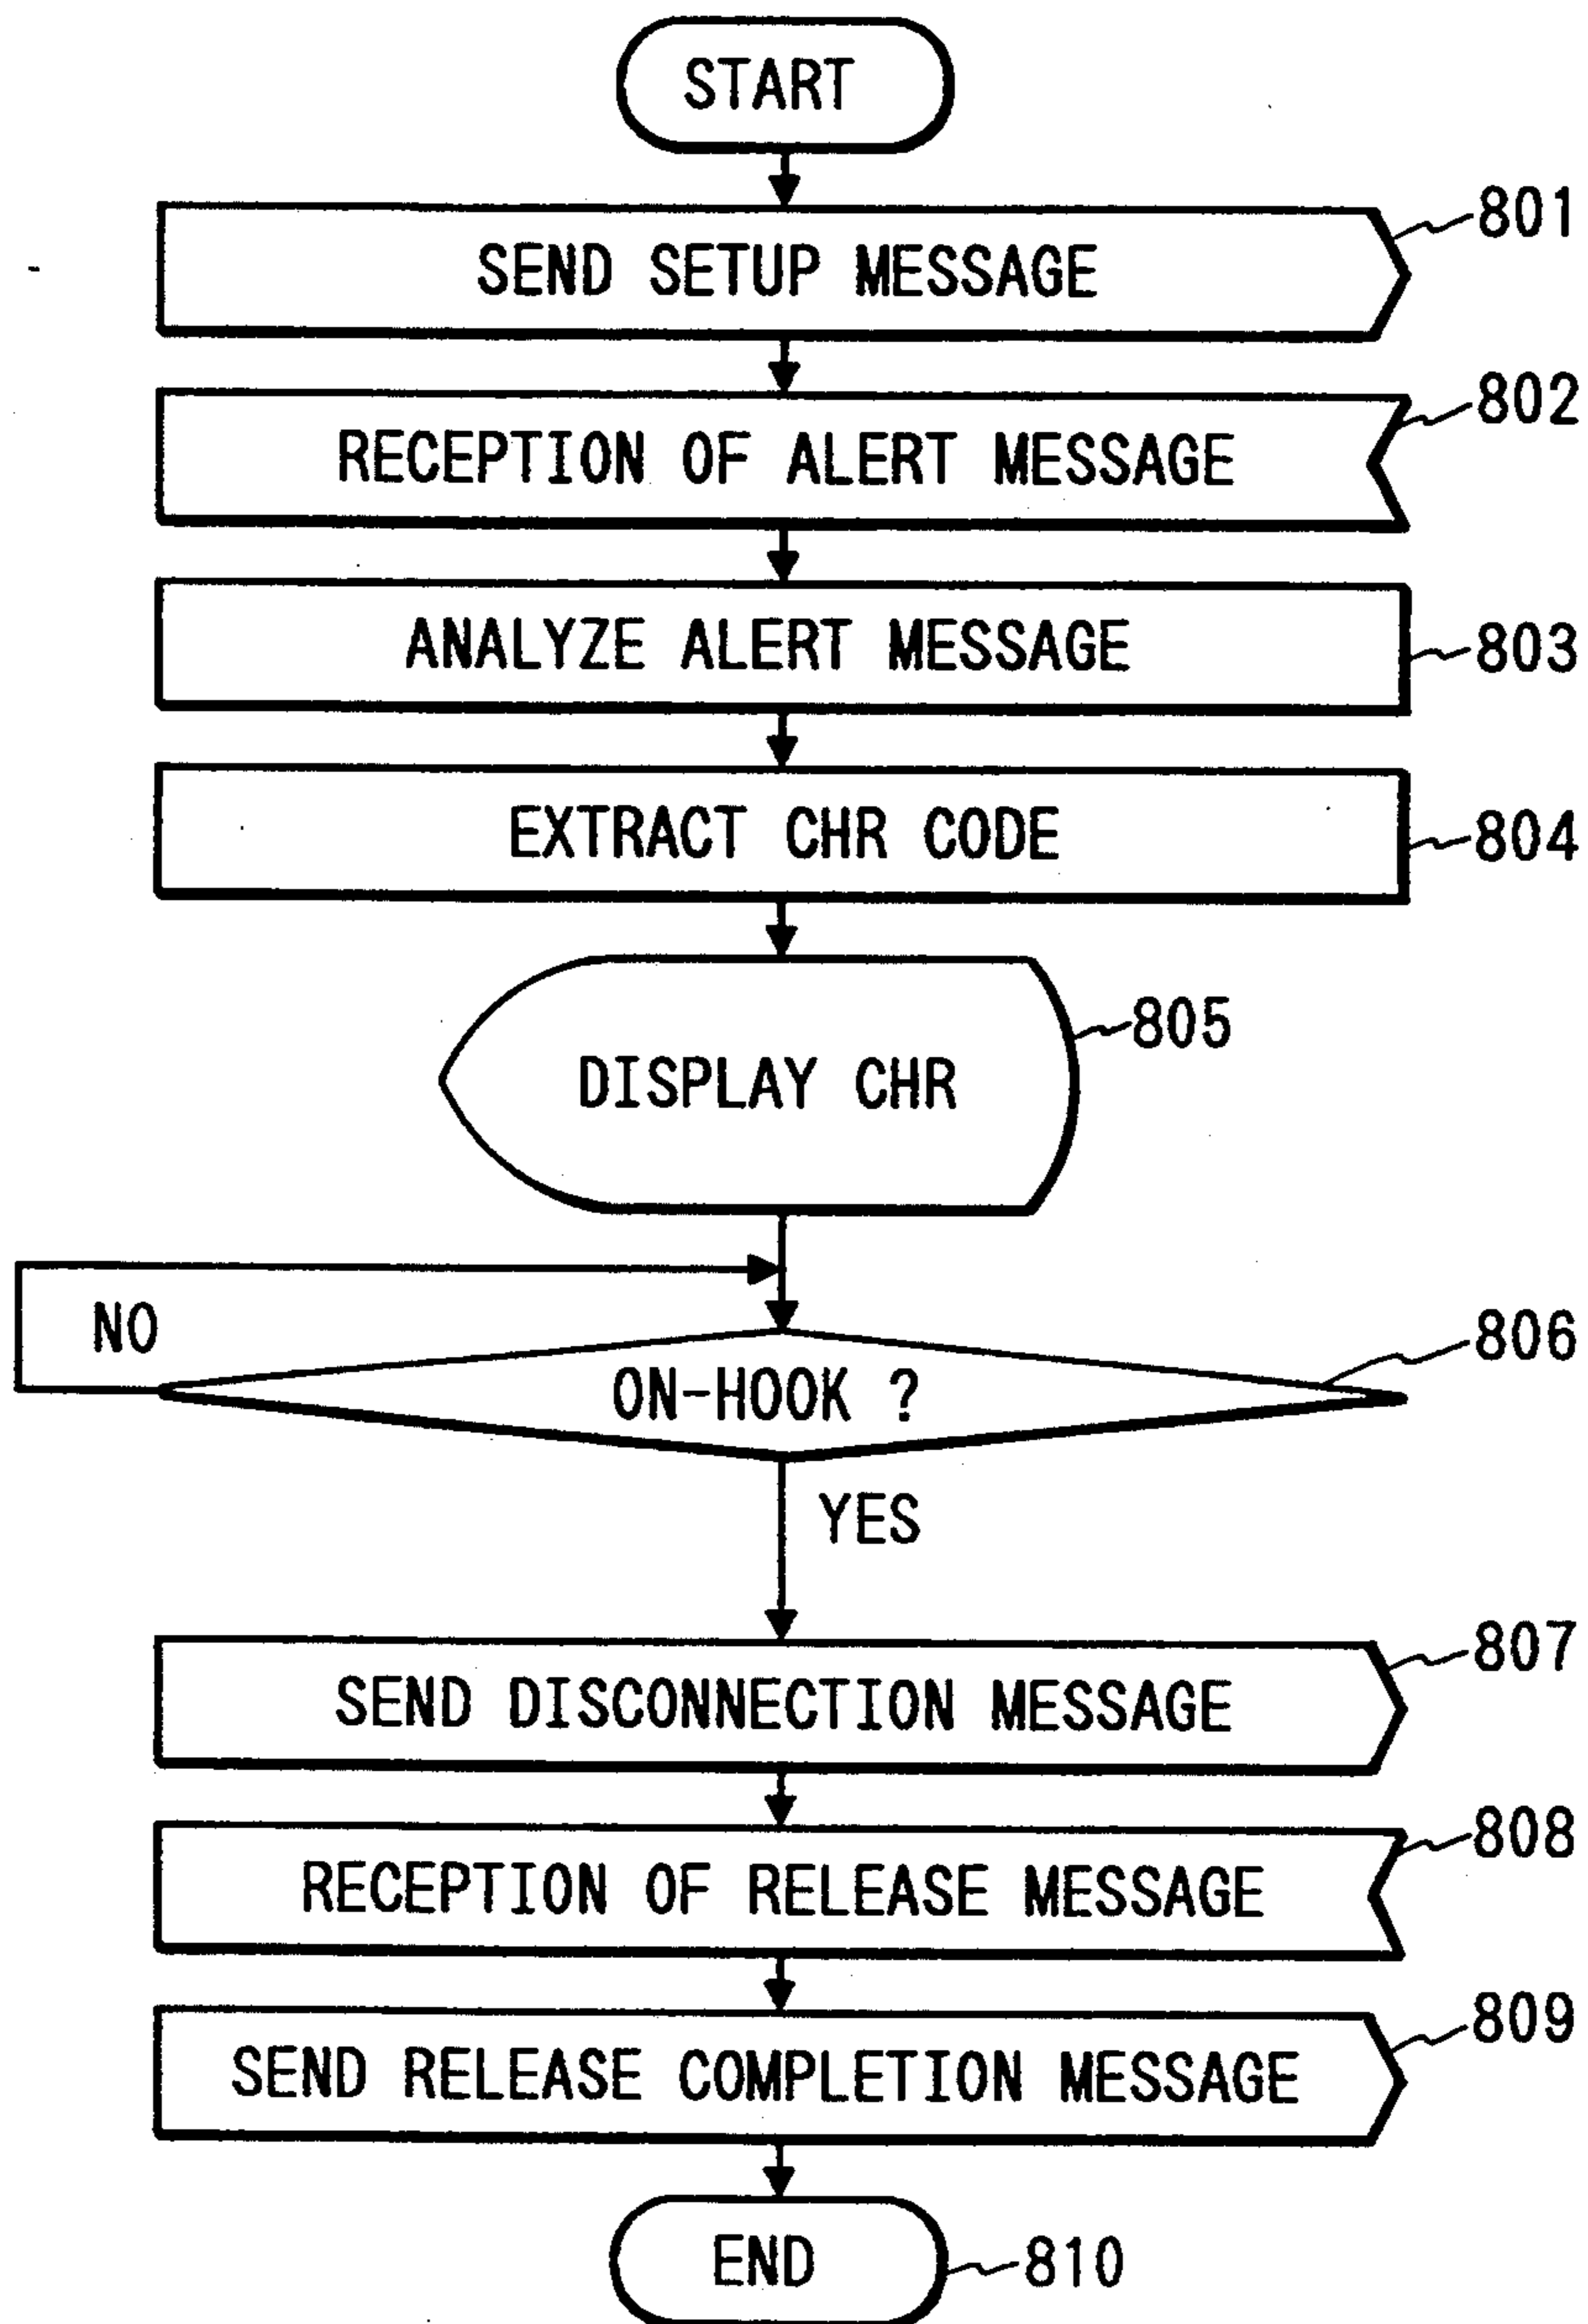 START
SEND SETUP MESSAGE
801
RECEPTION OF ALERT MESSAGE
802
ANALYZE ALERT MESSAGE
803
EXTRACT CHR CODE
804
DISPLAY CHR
805
NO
ON-HOOK ?
806
YES
SEND DISCONNECTION MESSAGE
807
RECEPTION OF RELEASE MESSAGE
808
SEND RELEASE COMPLETION MESSAGE
809
END
810